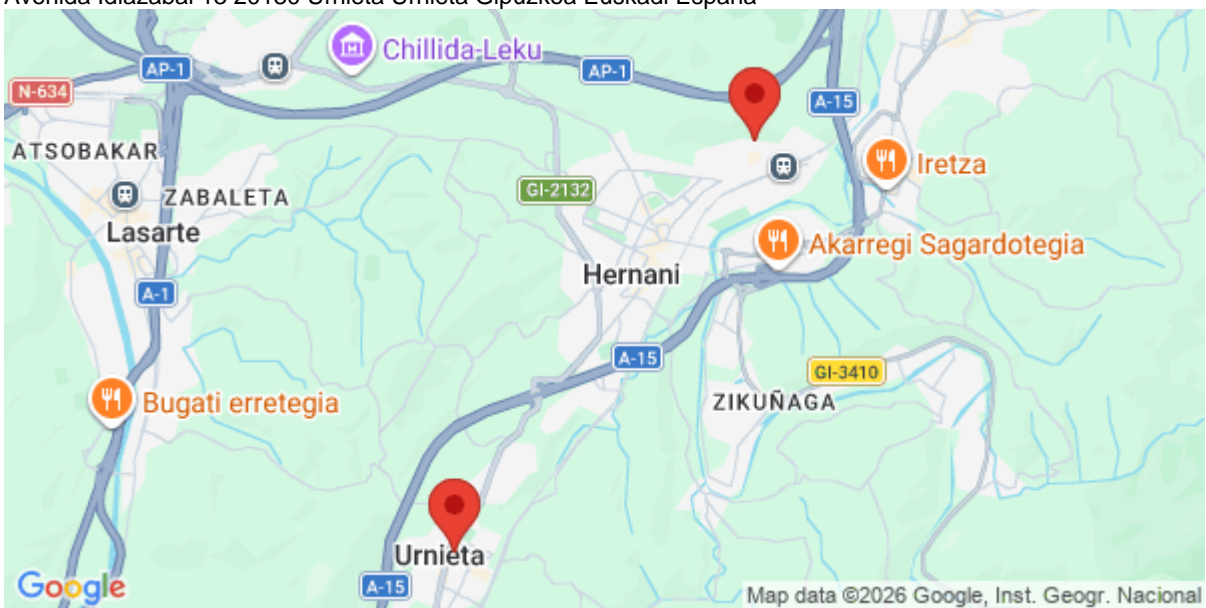 Avenida Idiazabal 18 20130 Urnieta Urnieta Gipuzkoa Euskadi España
Chillida-Leku
AP-1
AP-1
N-634
A-15
ATSOBAKAR
Iretza
ZABALETA
GI-2132
Lasarte
Akarregi Sagardotegia
Hernani
A-1
A-15
GI-3410
Bugati erretegia
ZIKUÑAGA
Urnieta
A-15
Google
Map data ©2026 Google, Inst. Geogr. Nacional